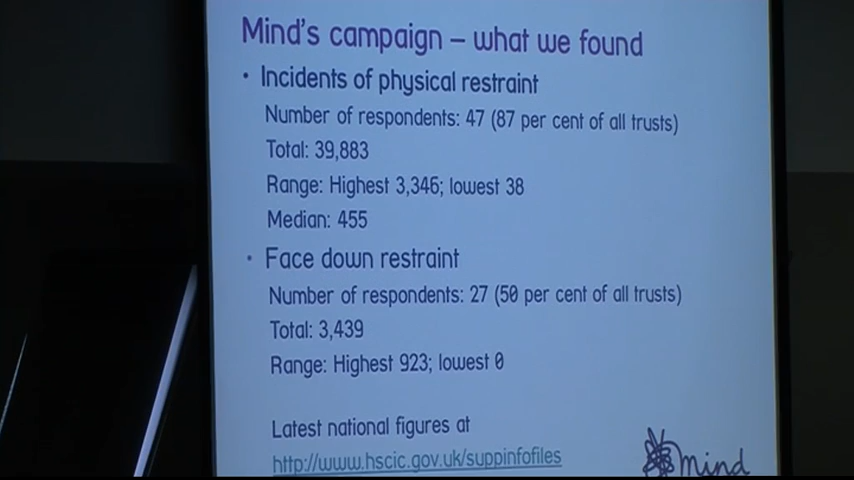 Mind's campaign – what we found
• Incidents of physical restraint
Number of respondents: 47 (87 per cent of all trusts)
Total: 39,883
Range: Highest 3,346; lowest 38
Median: 455
• Face down restraint
Number of respondents: 27 (50 per cent of all trusts)
Total: 3,439
Range: Highest 923; lowest 0
Latest national figures at
http://www.hscic.gov.uk/suppinfofiles
mind